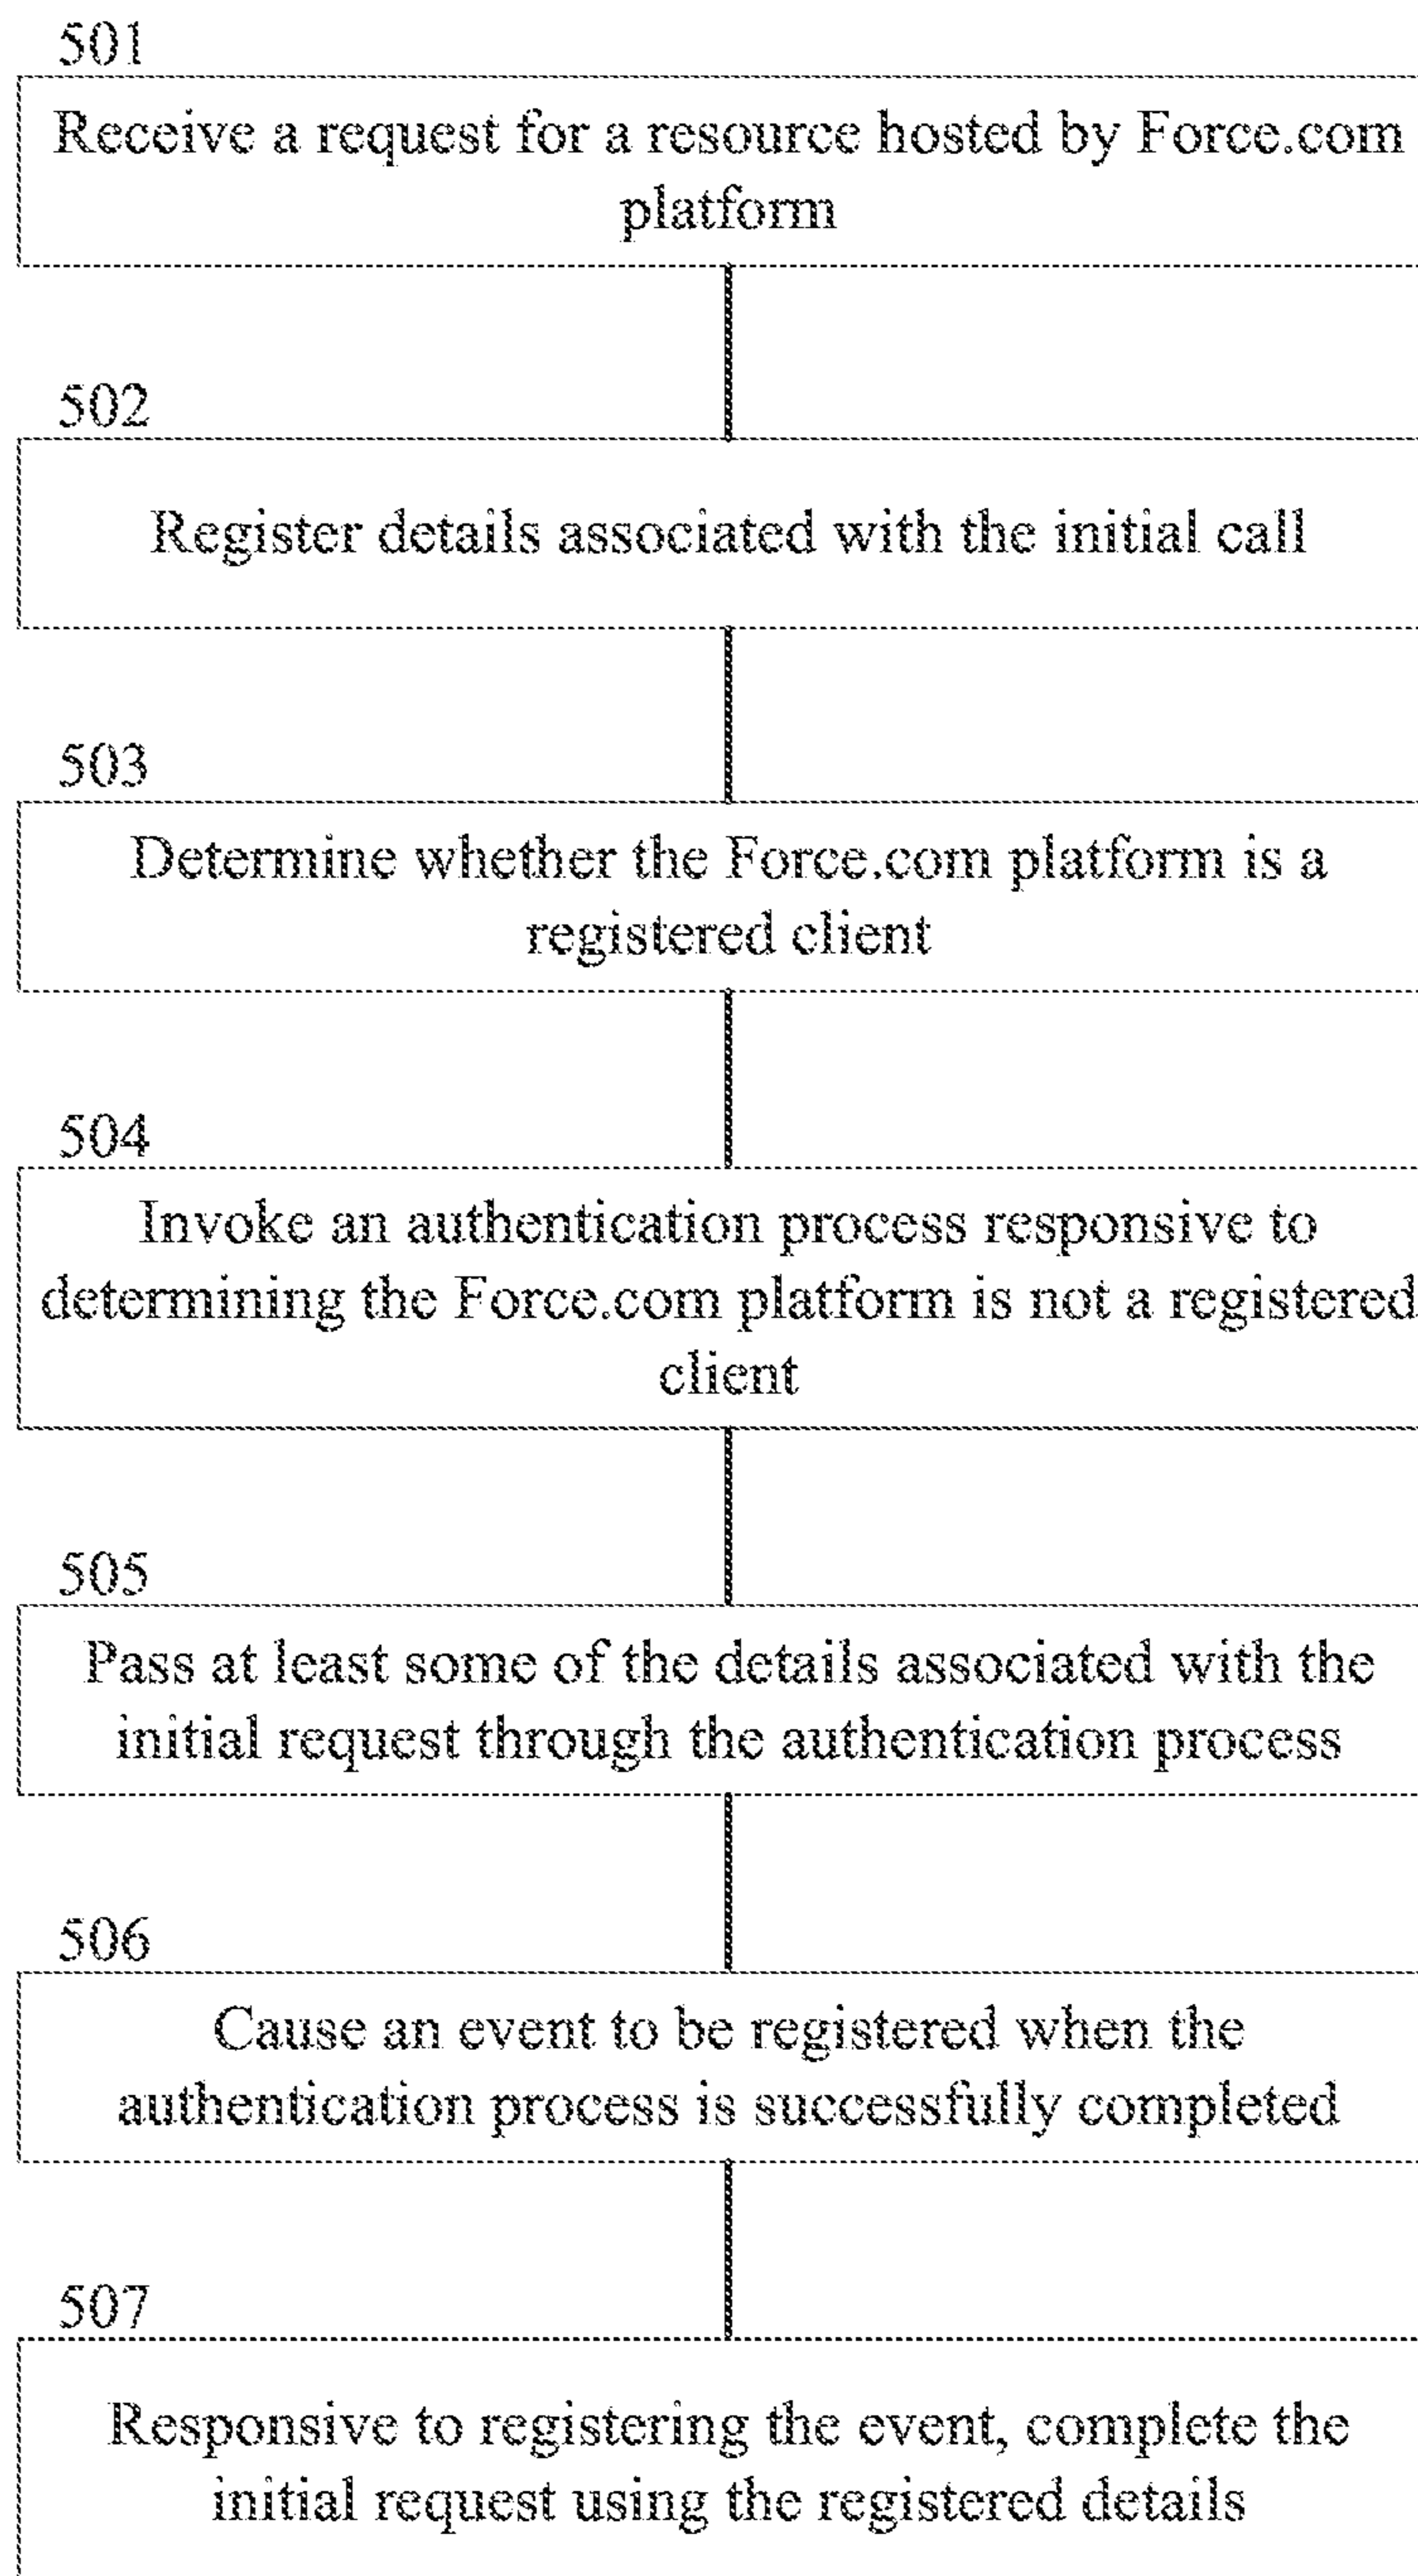 501
Receive a request for a resource hosted by Force.com
platform
502
Register details associated with the initial call
503
Determine whether the Force.com platform is a
registered client
504
Invoke an authentication process responsive to
determining the Force.com platform is not a registered
client
505
Pass at least some of the details associated with the
initial request through the authentication process
506
Cause an event to be registered when the
authentication process is successfully completed
507
Responsive to registering the event, complete the
initial request using the registered details